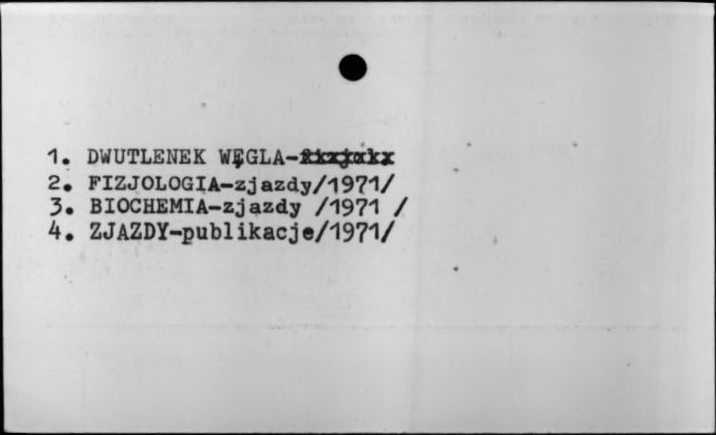 1. DWUTLENEK WĘGLA-
2. FIZJOLOGIA-zjazdy/1971/
3. BIOCHEMIA-zjazdy /1971 /
4. ZJAZDY-publikacje/1971/